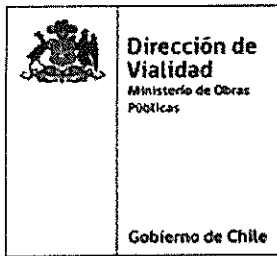 Dirección de
Vialidad
Ministerio de Obras
Públicas
Gobierno de Chile